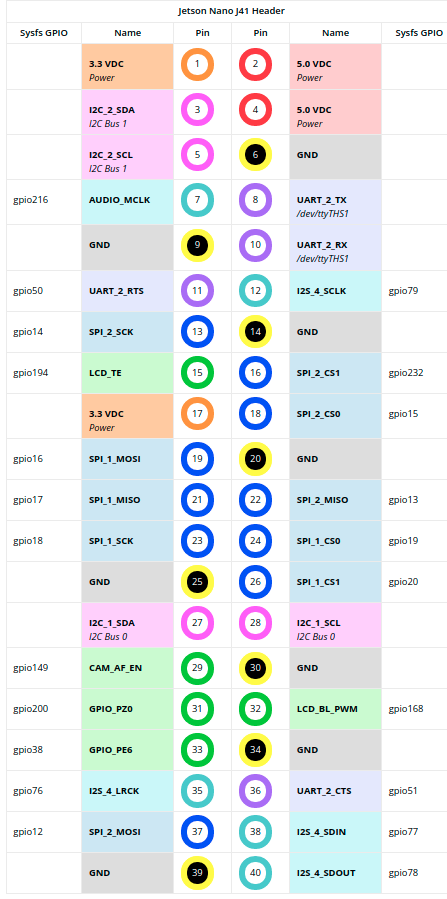 Jetson Nano J41 Header
Sysfs GPIO Name Pin Pin Name Sysfs GPIO
3.3 VDC 1 2 5.0 VDC
Power Power
I2C_2_SDA 3 4 5.0 VDC
I2C Bus 1 Power
I2C_2_SCL 5 6 GND
I2C Bus 1
gpio216 AUDIO_MCLK 7 8 UART_2_TX
/dev/ttyTHS1
GND 9 10 UART_2_RX
/dev/ttyTHS1
gpio50 UART_2_RTS 11 12 I2S_4_SCLK gpio79
gpio14 SPI_2_SCK 13 14 GND
gpio194 LCD_TE 15 16 SPI_2_CS1 gpio232
3.3 VDC 17 18 SPI_2_CS0 gpio15
Power
gpio16 SPI_1_MOSI 19 20 GND
gpio17 SPI_1_MISO 21 22 SPI_2_MISO gpio13
gpio18 SPI_1_SCK 23 24 SPI_1_CS0 gpio19
GND 25 26 SPI_1_CS1 gpio20
I2C_1_SDA 27 28 I2C_1_SCL
I2C Bus 0 I2C Bus 0
gpio149 CAM_AF_EN 29 30 GND
gpio200 GPIO_PZ0 31 32 LCD_BL_PWM gpio168
gpio38 GPIO_PE6 33 34 GND
gpio76 I2S_4_LRCK 35 36 UART_2_CTS gpio51
gpio12 SPI_2_MOSI 37 38 I2S_4_SDIN gpio77
GND 39 40 I2S_4_SDOUT gpio78